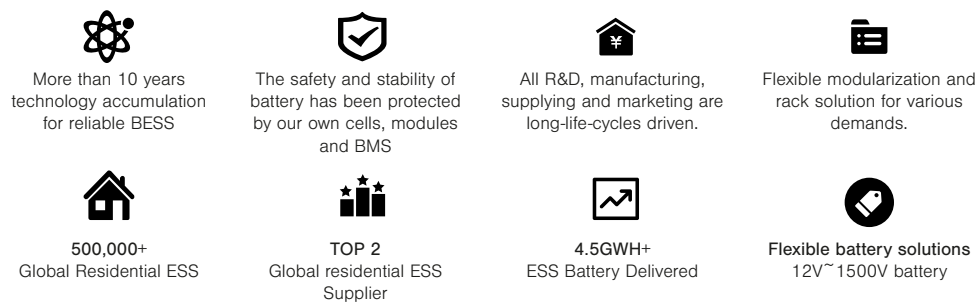 More than 10 years
technology accumulation
for reliable BESS
The safety and stability of
battery has been protected
by our own cells, modules
and BMS
¥
All R&D, manufacturing,
supplying and marketing are
long-life-cycles driven.
Flexible modularization and
rack solution for various
demands.
500,000+
Global Residential ESS
TOP 2
Global residential ESS
Supplier
4.5GWH+
ESS Battery Delivered
Flexible battery solutions
12V~1500V battery